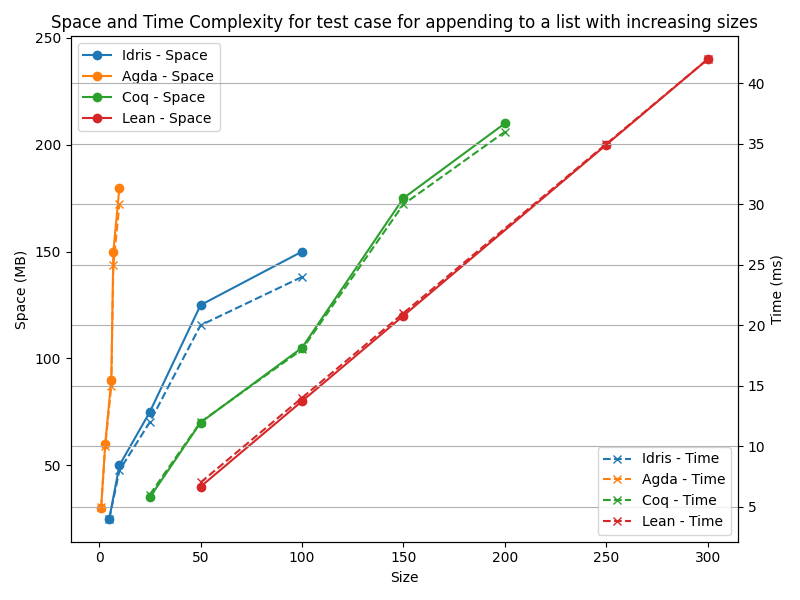 Space and Time Complexity for test case for appending to a list with increasing sizes
Idris - Space
Agda - Space
Coq - Space
Lean - Space
250
200
150
100
50
Space (MB)
40
35
30
25
20
15
10
5
Time (ms)
Idris - Time
Agda - Time
Coq - Time
Lean - Time
0 50 100 150 200 250 300
Size